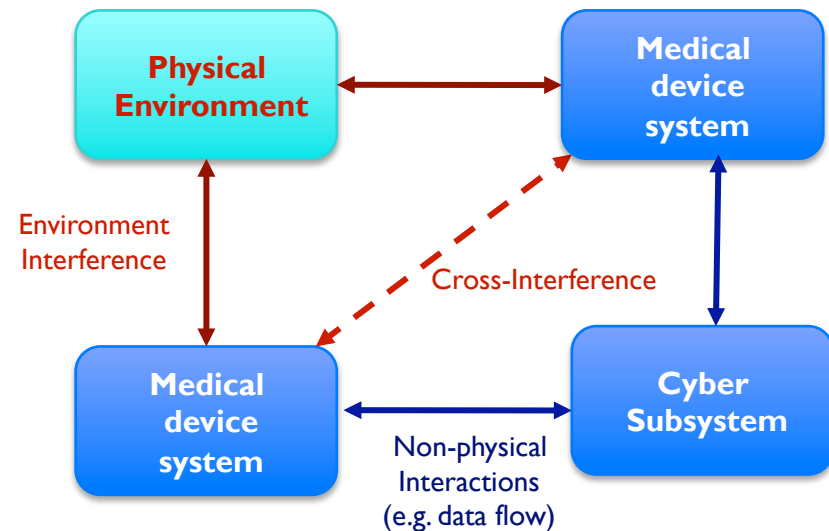 Physical
Environment
Medical
device
system
Environment
Interference
Cross-Interference
Medical
device
system
Cyber
Subsystem
Non-physical
Interactions
(e.g. data flow)